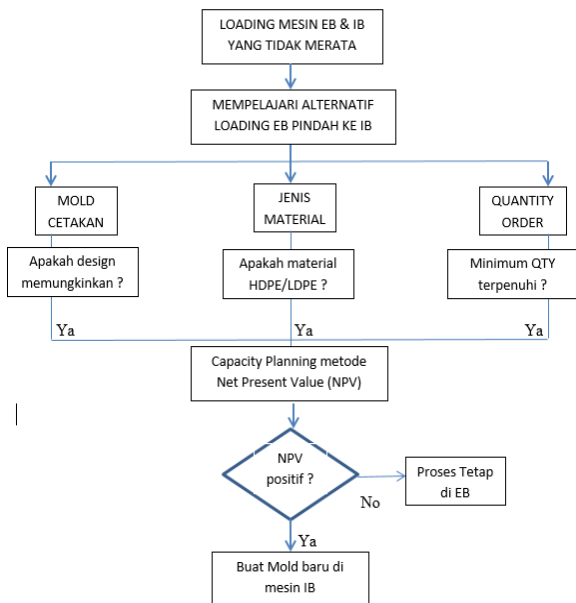 LOADING MESIN EB & IB
YANG TIDAK MERATA
MEMPELAJARI ALTERNATIF
LOADING EB PINDAH KE IB
MOLD
CETAKAN
JENIS
MATERIAL
QUANTITY
ORDER
Apakah design
memungkinkan ?
Apakah material
HDPE/LDPE ?
Minimum QTY
terpenuhi ?
Ya
Ya
Ya
Capacity Planning metode
Net Present Value (NPV)
NPV
positif ?
Proses Tetap
di EB
No
Ya
Buat Mold baru di
mesin IB